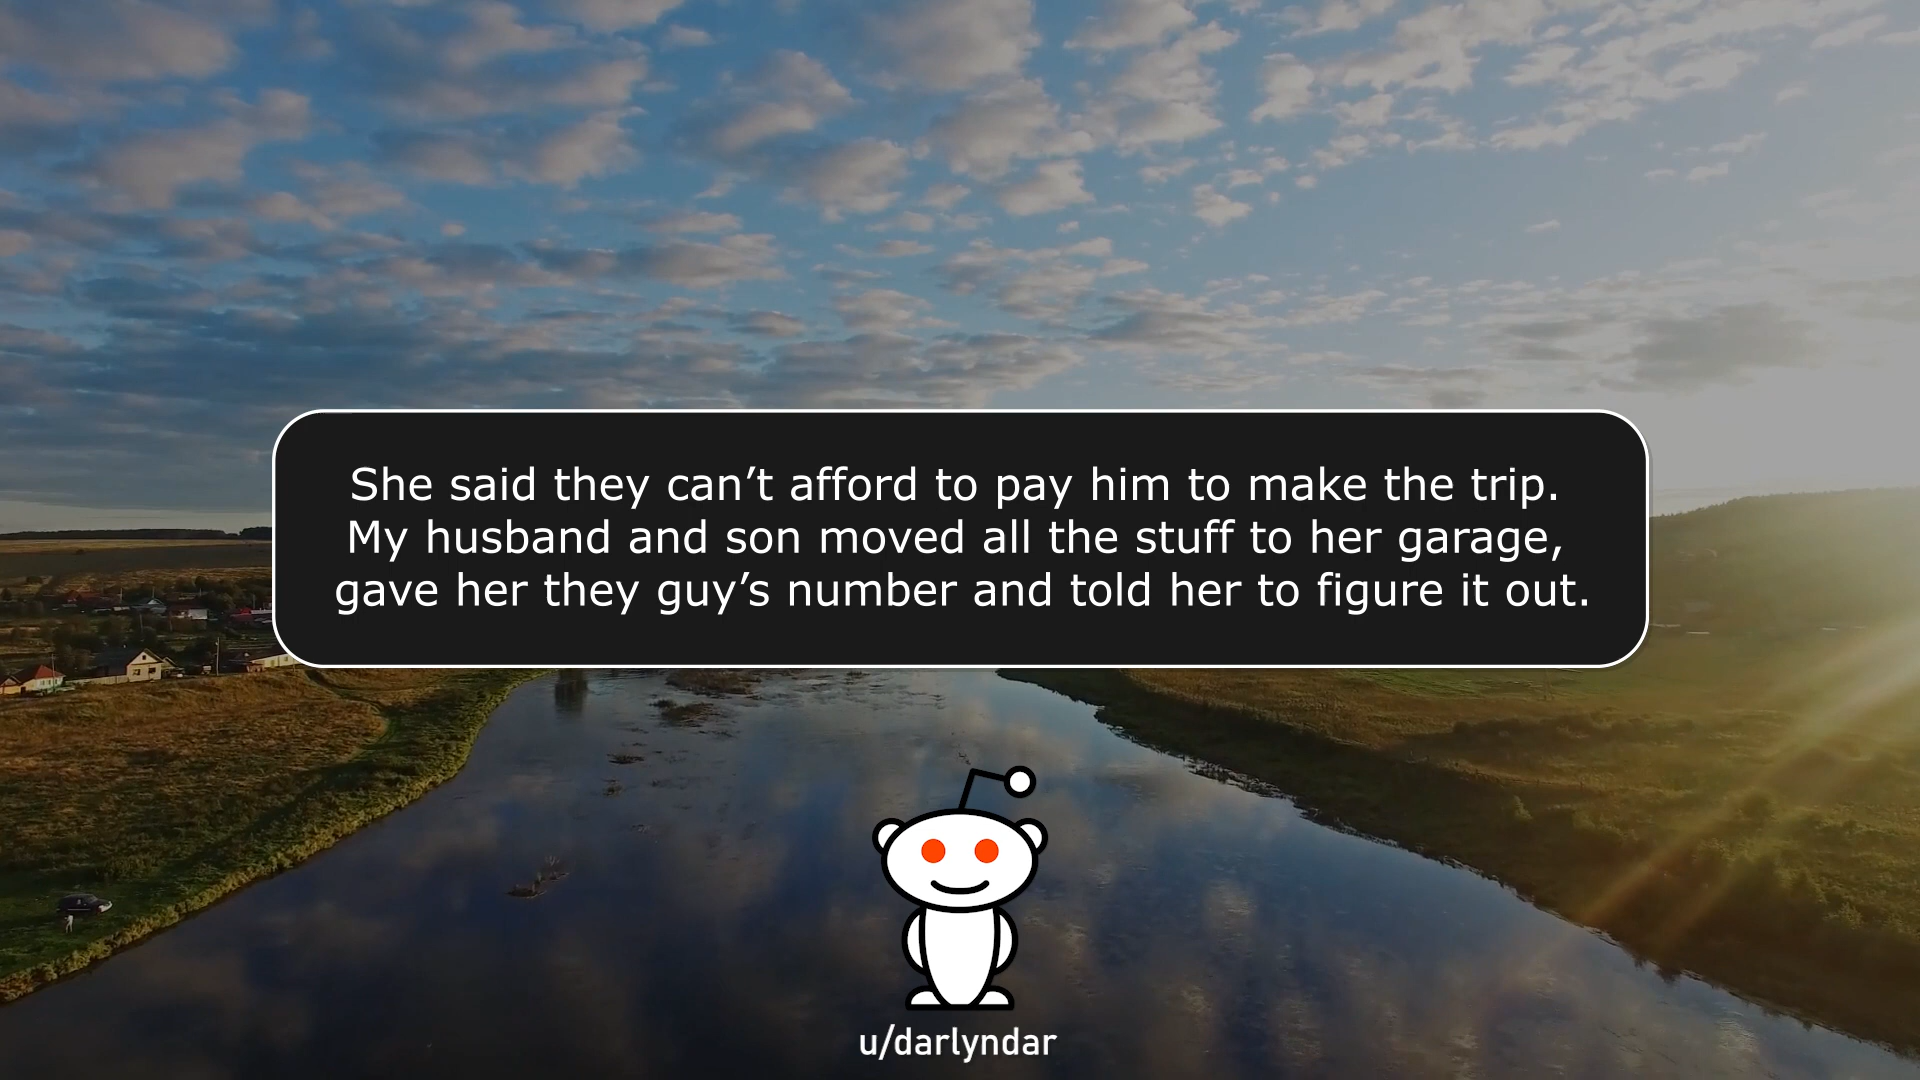 She said they can’t afford to pay him to make the trip.
My husband and son moved all the stuff to her garage,
gave her they guy’s number and told her to figure it out.
u/darlyndar